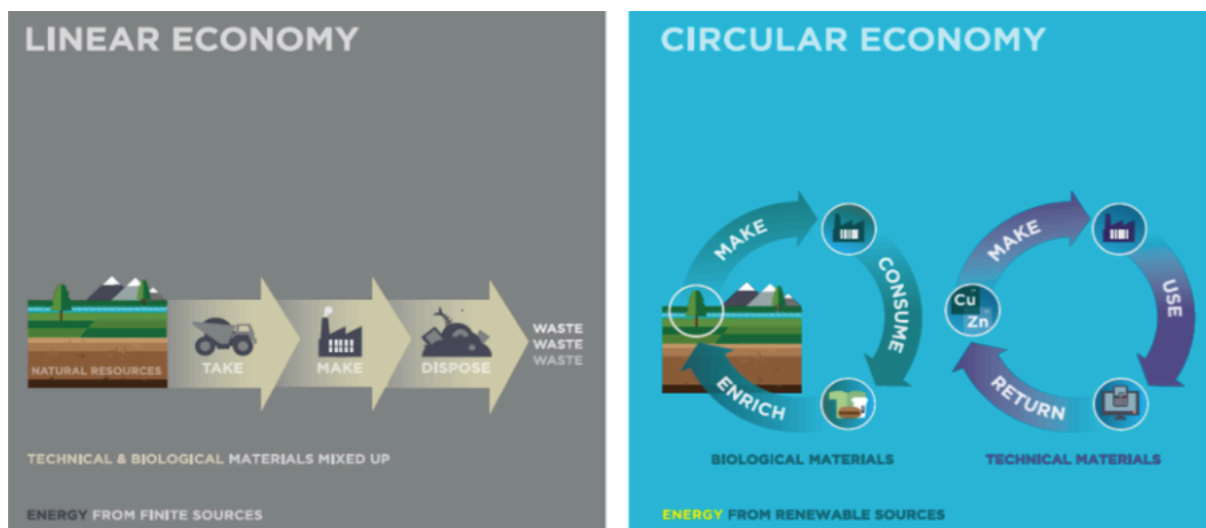 LINEAR ECONOMY
NATURAL RESOURCES
TAKE
MAKE
DISPOSE
WASTE
WASTE
WASTE
TECHNICAL & BIOLOGICAL MATERIALS MIXED UP
ENERGY FROM FINITE SOURCES
CIRCULAR ECONOMY
MAKE
CONSUME
ENRICH
BIOLOGICAL MATERIALS
MAKE
USE
RETURN
Cu
Zn
TECHNICAL MATERIALS
ENERGY FROM RENEWABLE SOURCES